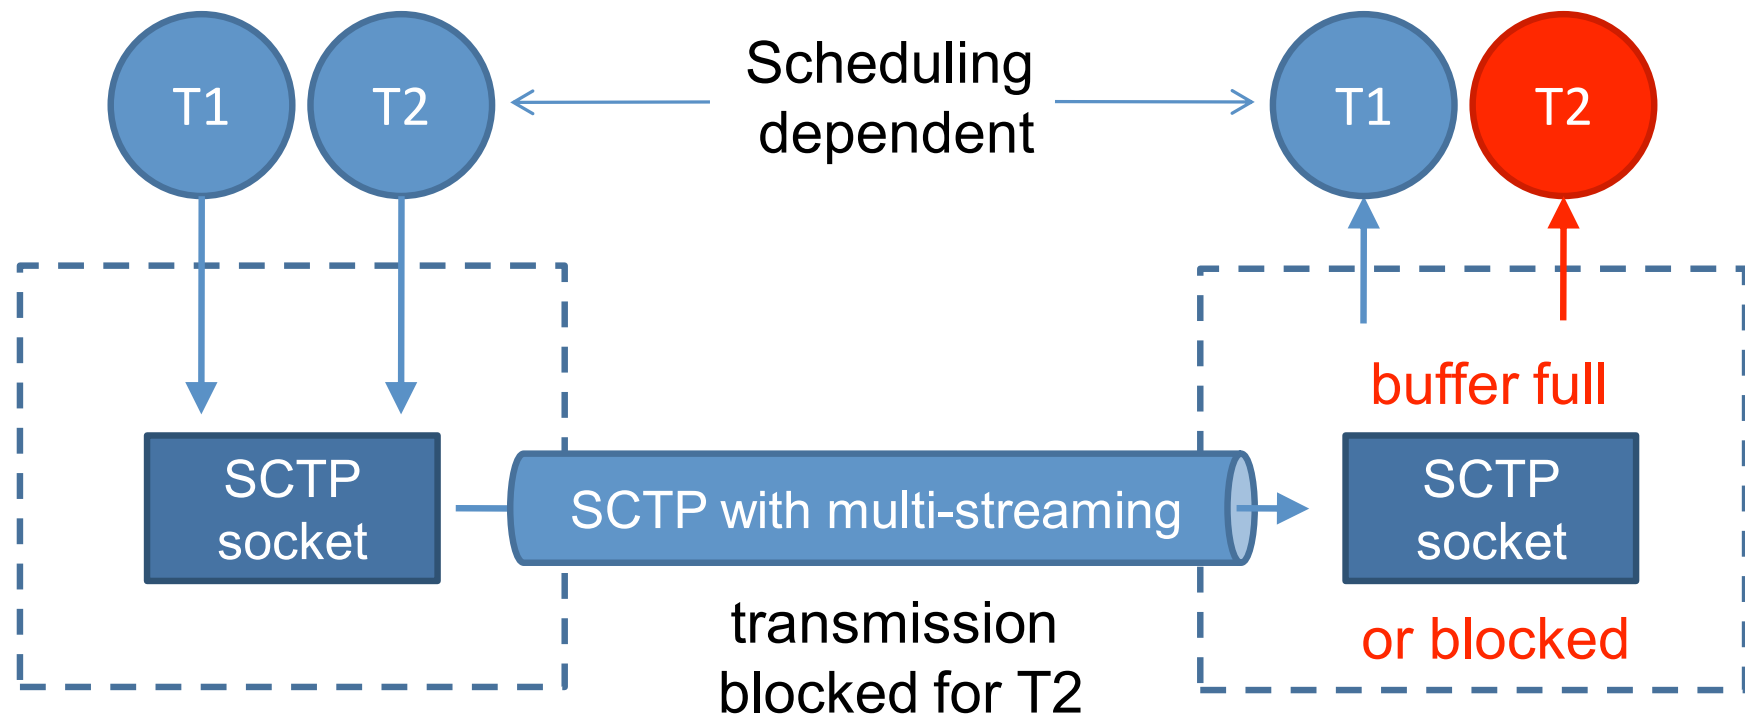 T1
T2
Scheduling
dependent
T1
T2
buffer full
SCTP
socket
SCTP with multi-streaming
SCTP
socket
transmission
blocked for T2
or blocked